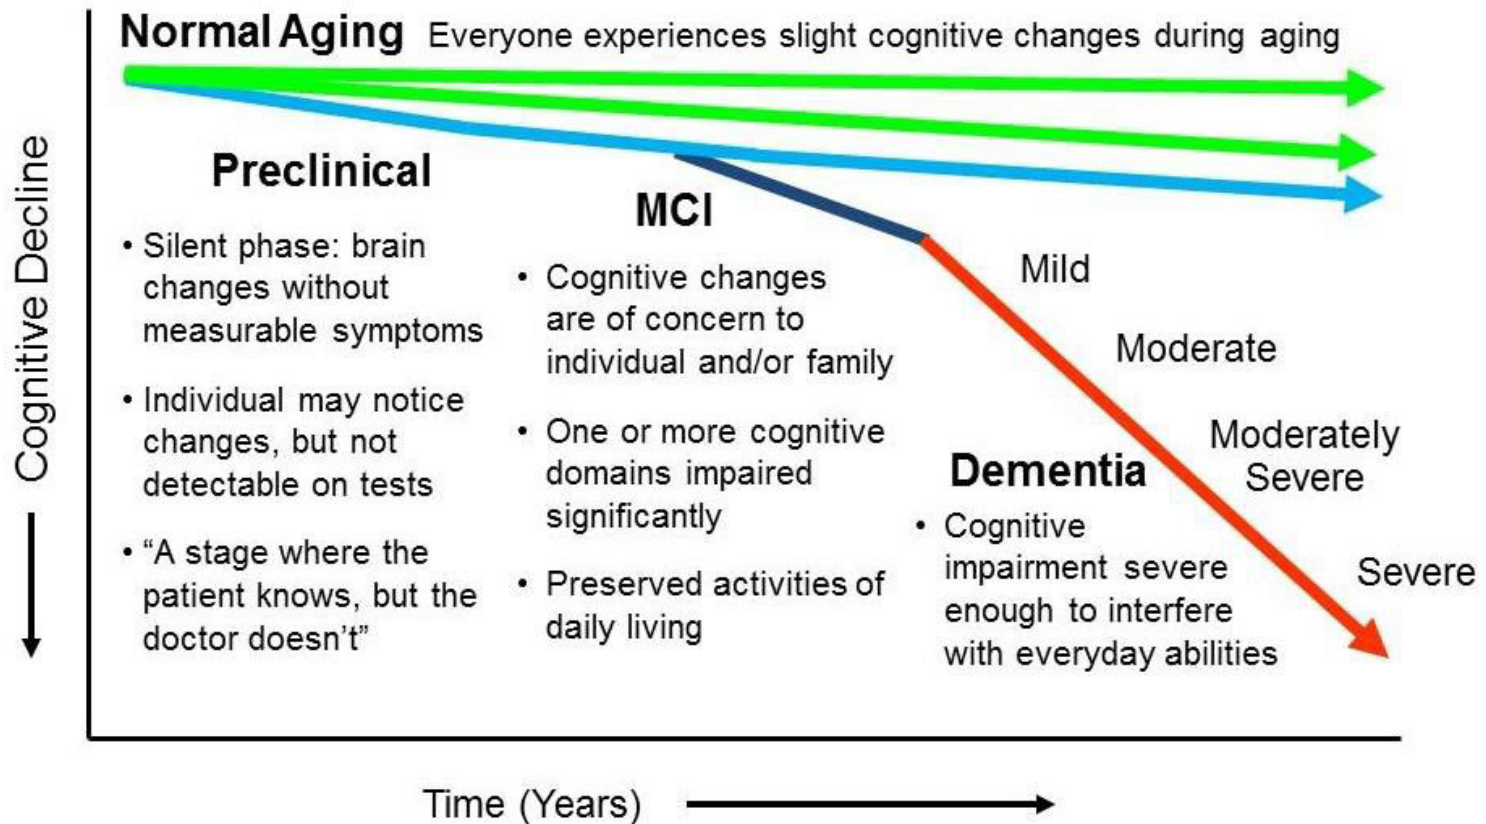 Normal Aging Everyone experiences slight cognitive changes during aging
Cognitive Decline
Preclinical
• Silent phase: brain
changes without
measurable symptoms
• Individual may notice
changes, but not
detectable on tests
• “A stage where the
patient knows, but the
doctor doesn’t”
MCI
• Cognitive changes
are of concern to
individual and/or family
• One or more cognitive
domains impaired
significantly
• Preserved activities of
daily living
Mild
Moderate
Moderately
Severe
Severe
Dementia
• Cognitive
impairment severe
enough to interfere
with everyday abilities
Time (Years)